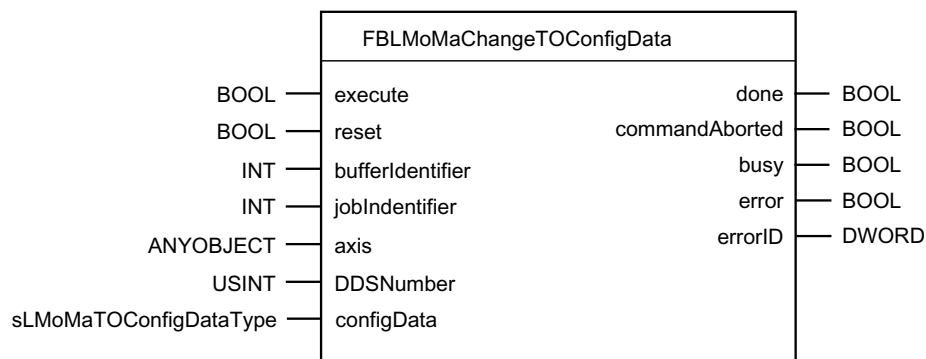 FBLMoMaChangeTOConfigData
BOOL execute done BOOL
BOOL reset commandAborted BOOL
INT bufferIdentifier busy BOOL
INT jobIndentifier error BOOL
ANYOBJECT axis errorID DWORD
USINT DDSNumber
sLMoMaTOConfigDataType configData